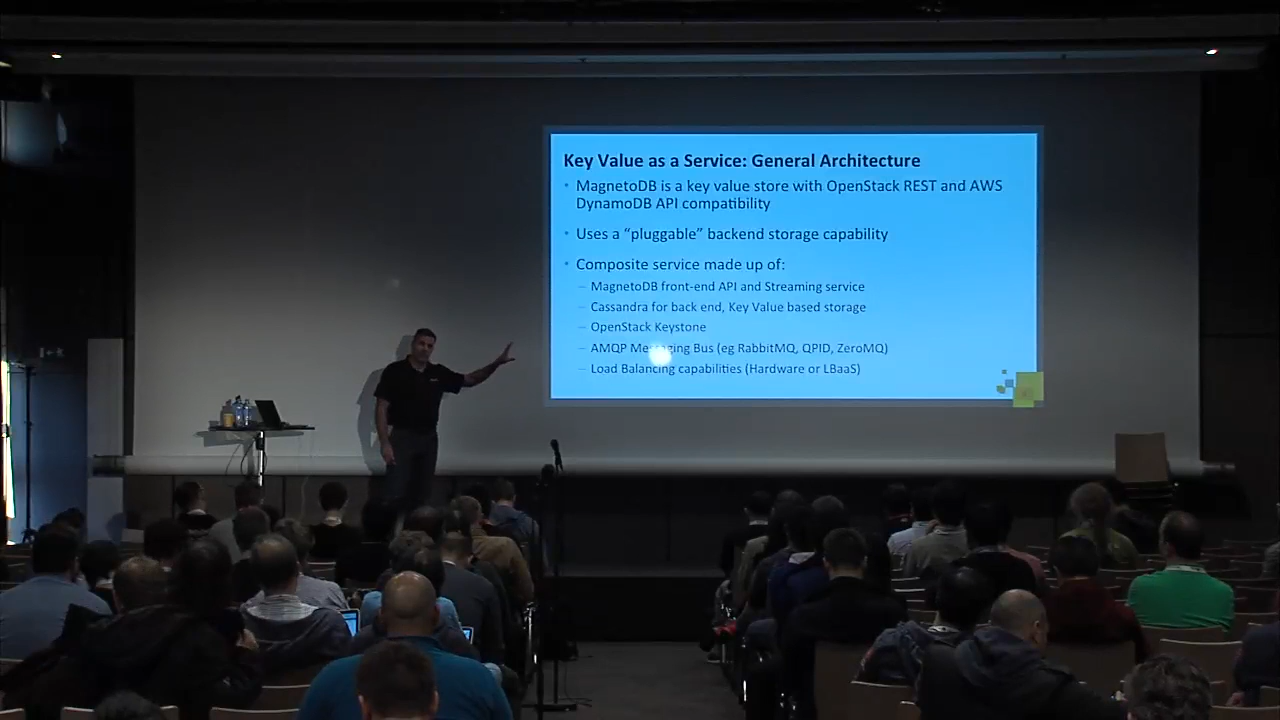 Key Value as a Service: General Architecture
• MagnetoDB is a key value store with OpenStack REST and AWS
DynamoDB API compatibility
• Uses a “pluggable” backend storage capability
• Composite service made up of:
– MagnetoDB front-end API and Streaming service
– Cassandra for back end, Key Value based storage
– OpenStack Keystone
– AMQP Messaging Bus (eg RabbitMQ, QPID, ZeroMQ)
– Load Balancing capabilities (Hardware or LBaaS)